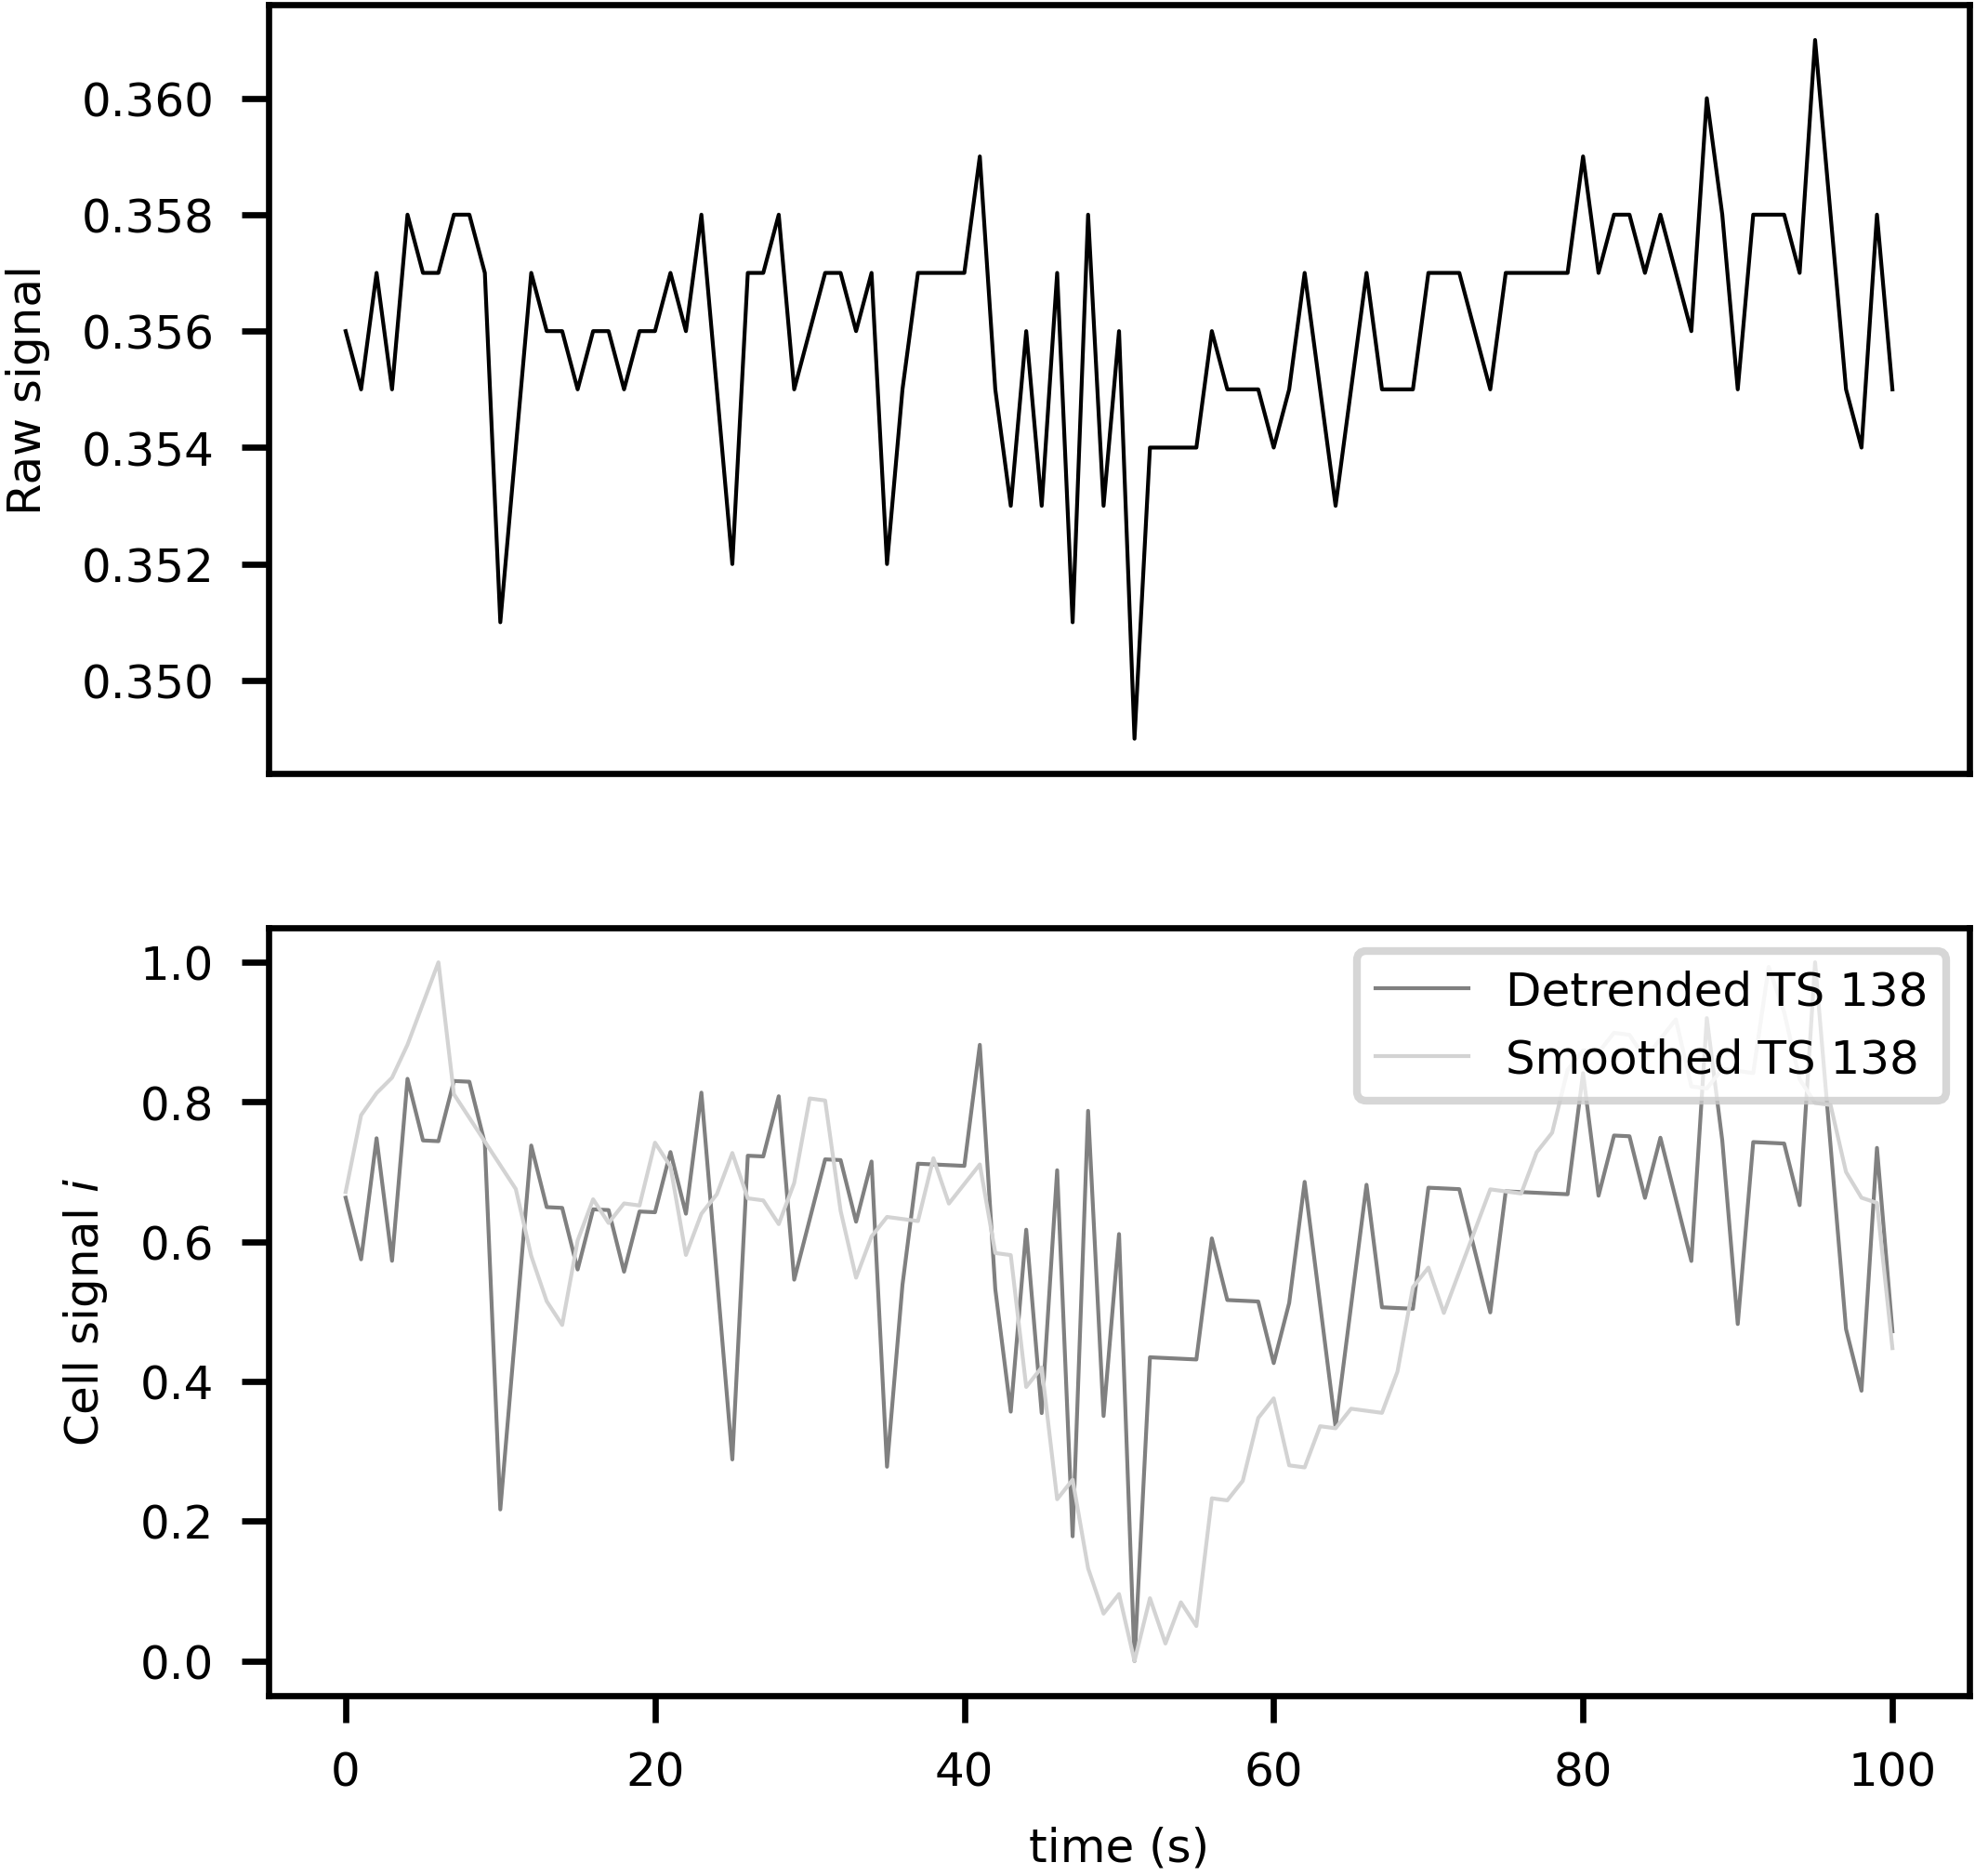 0.360
0.358
0.356
0.354
0.352
0.350
Raw signal
1.0
0.8
0.6
0.4
0.2
0.0
Cell signal i
Detrended TS 138
Smoothed TS 138
0 20 40 60 80 100
time (s)